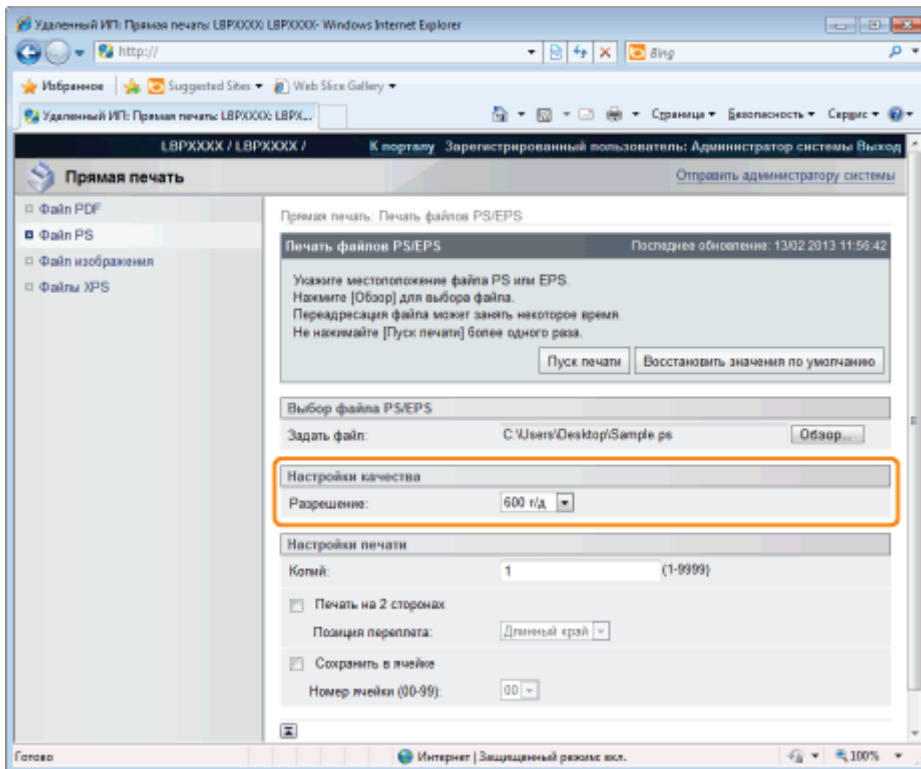 Удаленный ИП: Прямая печать: LBPXXXX: LBPXXXX- Windows Internet Explorer
http://
Bing
Избранное Suggested Sites Web Slice Gallery
Удаленный ИП: Прямая печать: LBPXXXX: LBPX... Страница Безопасность Сервис
LBPXXXX / LBPXXXX / К порталу Зарегистрированный пользователь: Администратор системы Выход
Прямая печать Отправить администратору системы
Файл PDF
Файл PS
Файл изображения
Файлы XPS
Прямая печать: Печать файлов PS/EPS
Печать файлов PS/EPS Последнее обновление: 13/02 2013 11:56:42
Укажите местоположение файла PS или EPS.
Нажмите [Обзор] для выбора файла.
Переадресация файла может занять некоторое время.
Не нажимайте [Пуск печати] более одного раза.
Пуск печати Восстановить значения по умолчанию
Выбор файла PS/EPS
Задать файл: C:\Users\Desktop\Sample.ps Обзор...
Настройки качества
Разрешение: 600 т/д
Настройки печати
Копий: 1 (1-9999)
Печать на 2 сторонах
Позиция переплета: Длинный край
Сохранить в ячейке
Номер ячейки (00-99): 00
Готово Интернет | Защищенный режим: вкл. 100%